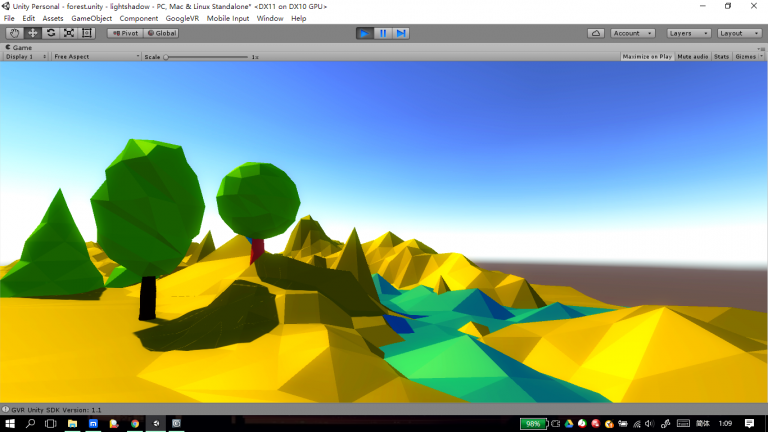 Unity Personal - forest.unity - lightshadow - PC, Mac & Linux Standalone* <DX11 on DX10 GPU>
File Edit Assets GameObject Component GoogleVR Mobile Input Window Help
Pivot Global Account Layers Layout
Game
Display 1 Free Aspect Scale 1x Maximize on Play Mute audio Stats Gizmos
GVR Unity SDK Version: 1.1
98% 简体 1:09